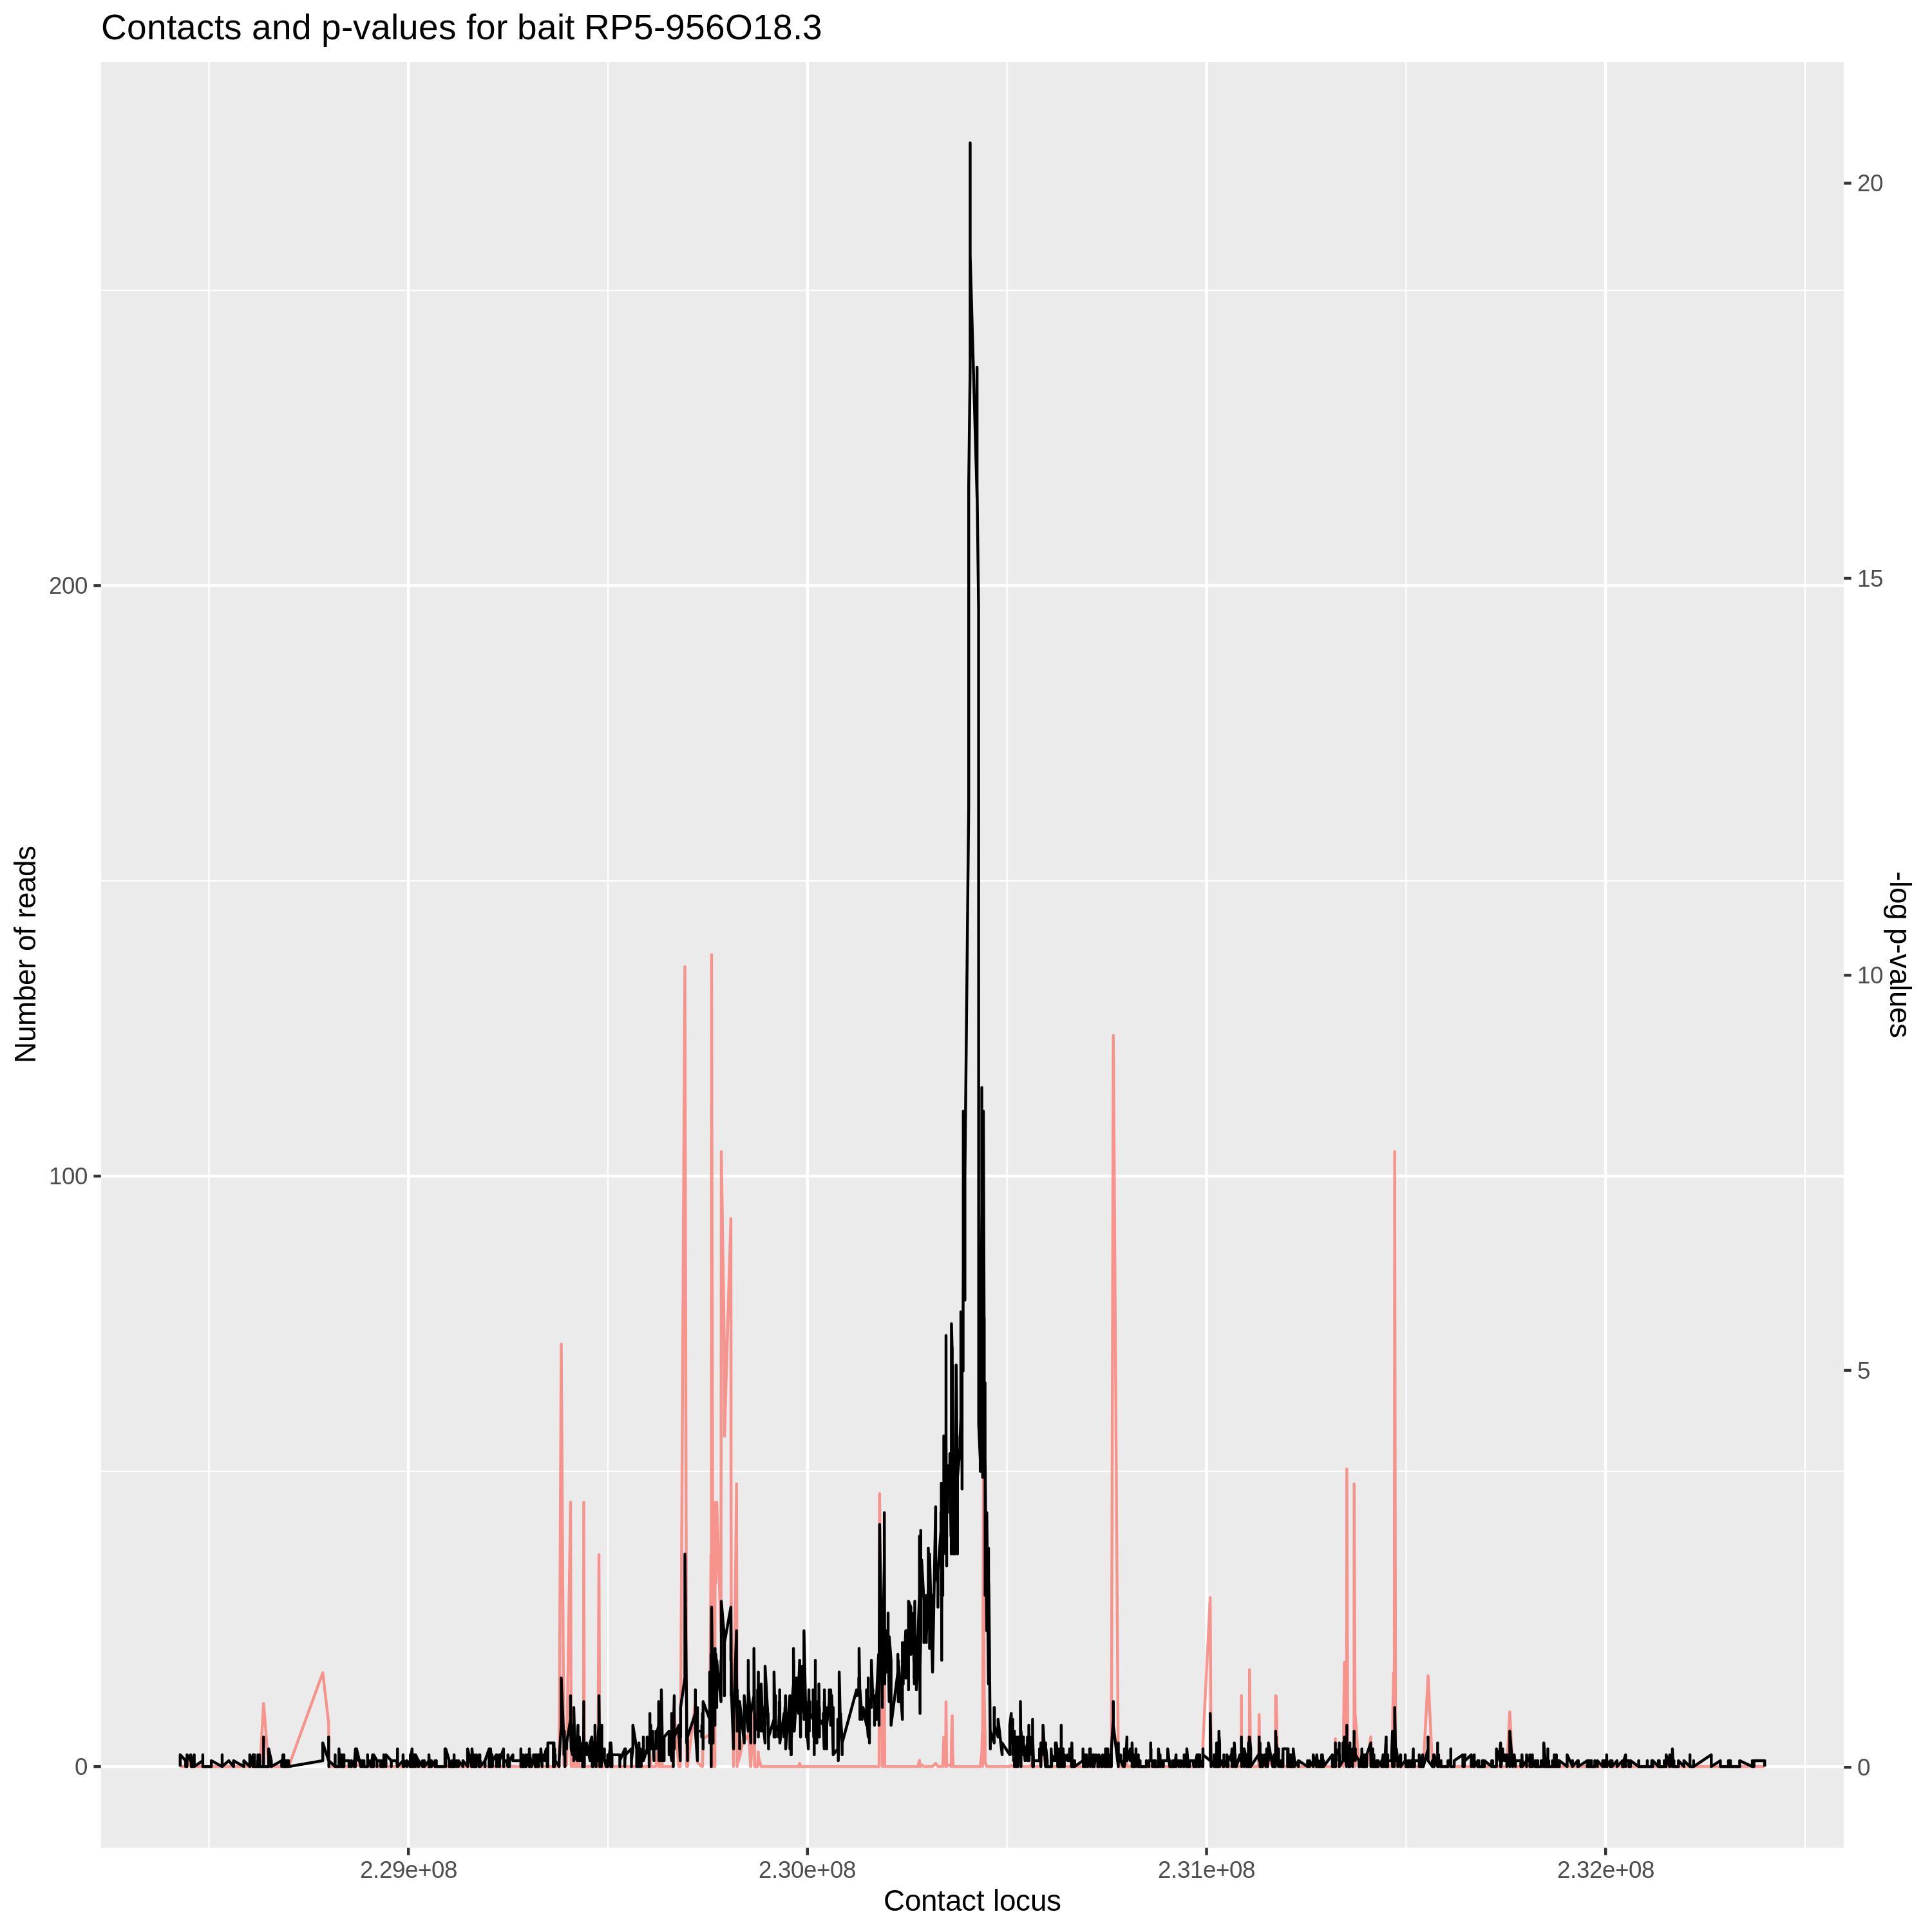 Contacts and p-values for bait RP5-956O18.3
Number of reads
200
100
0
20
15
10
5
0
-log p-values
2.29e+08 2.30e+08 2.31e+08 2.32e+08
Contact locus